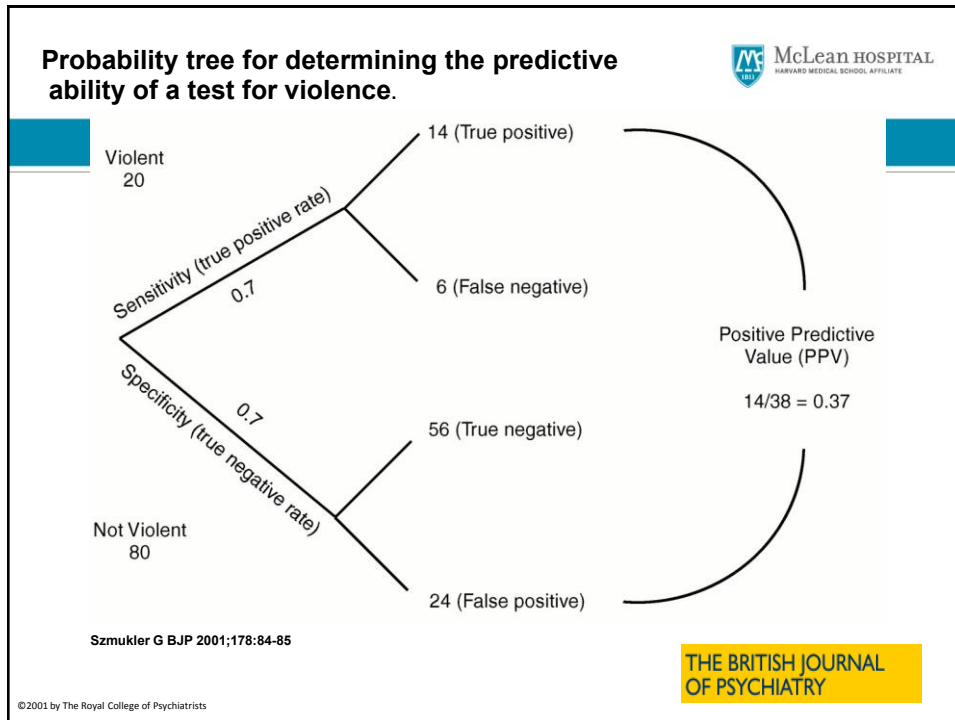 Probability tree for determining the predictive
ability of a test for violence.
McLean HOSPITAL
HARVARD MEDICAL SCHOOL AFFILIATE
1811
Violent
20
Sensitivity (true positive rate)
0.7
14 (True positive)
6 (False negative)
Positive Predictive
Value (PPV)
14/38 = 0.37
Specificity (true negative rate)
0.7
56 (True negative)
Not Violent
80
24 (False positive)
Szmukler G BJP 2001;178:84-85
THE BRITISH JOURNAL
OF PSYCHIATRY
©2001 by The Royal College of Psychiatrists